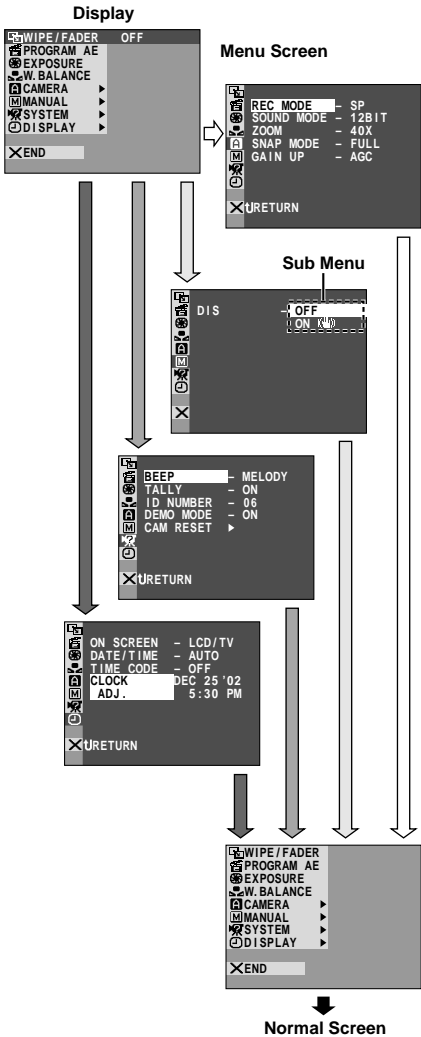 Display
WIPE/FADER OFF
PROGRAM AE
EXPOSURE
W. BALANCE
A CAMERA ▶
M MANUAL ▶
SYSTEM ▶
DISPLAY ▶
END
Menu Screen
REC MODE – SP
SOUND MODE – 12BIT
ZOOM – 40X
A SNAP MODE – FULL
M GAIN UP – AGC
RETURN
Sub Menu
DIS – OFF
ON
A
M
BEEP – MELODY
TALLY – ON
ID NUMBER – 06
A DEMO MODE – ON
M CAM RESET ▶
RETURN
ON SCREEN – LCD/TV
DATE/TIME – AUTO
TIME CODE – OFF
A CLOCK DEC 25 '02
M ADJ. 5:30 PM
RETURN
WIPE/FADER
PROGRAM AE
EXPOSURE
W. BALANCE
A CAMERA ▶
M MANUAL ▶
SYSTEM ▶
DISPLAY ▶
END
Normal Screen